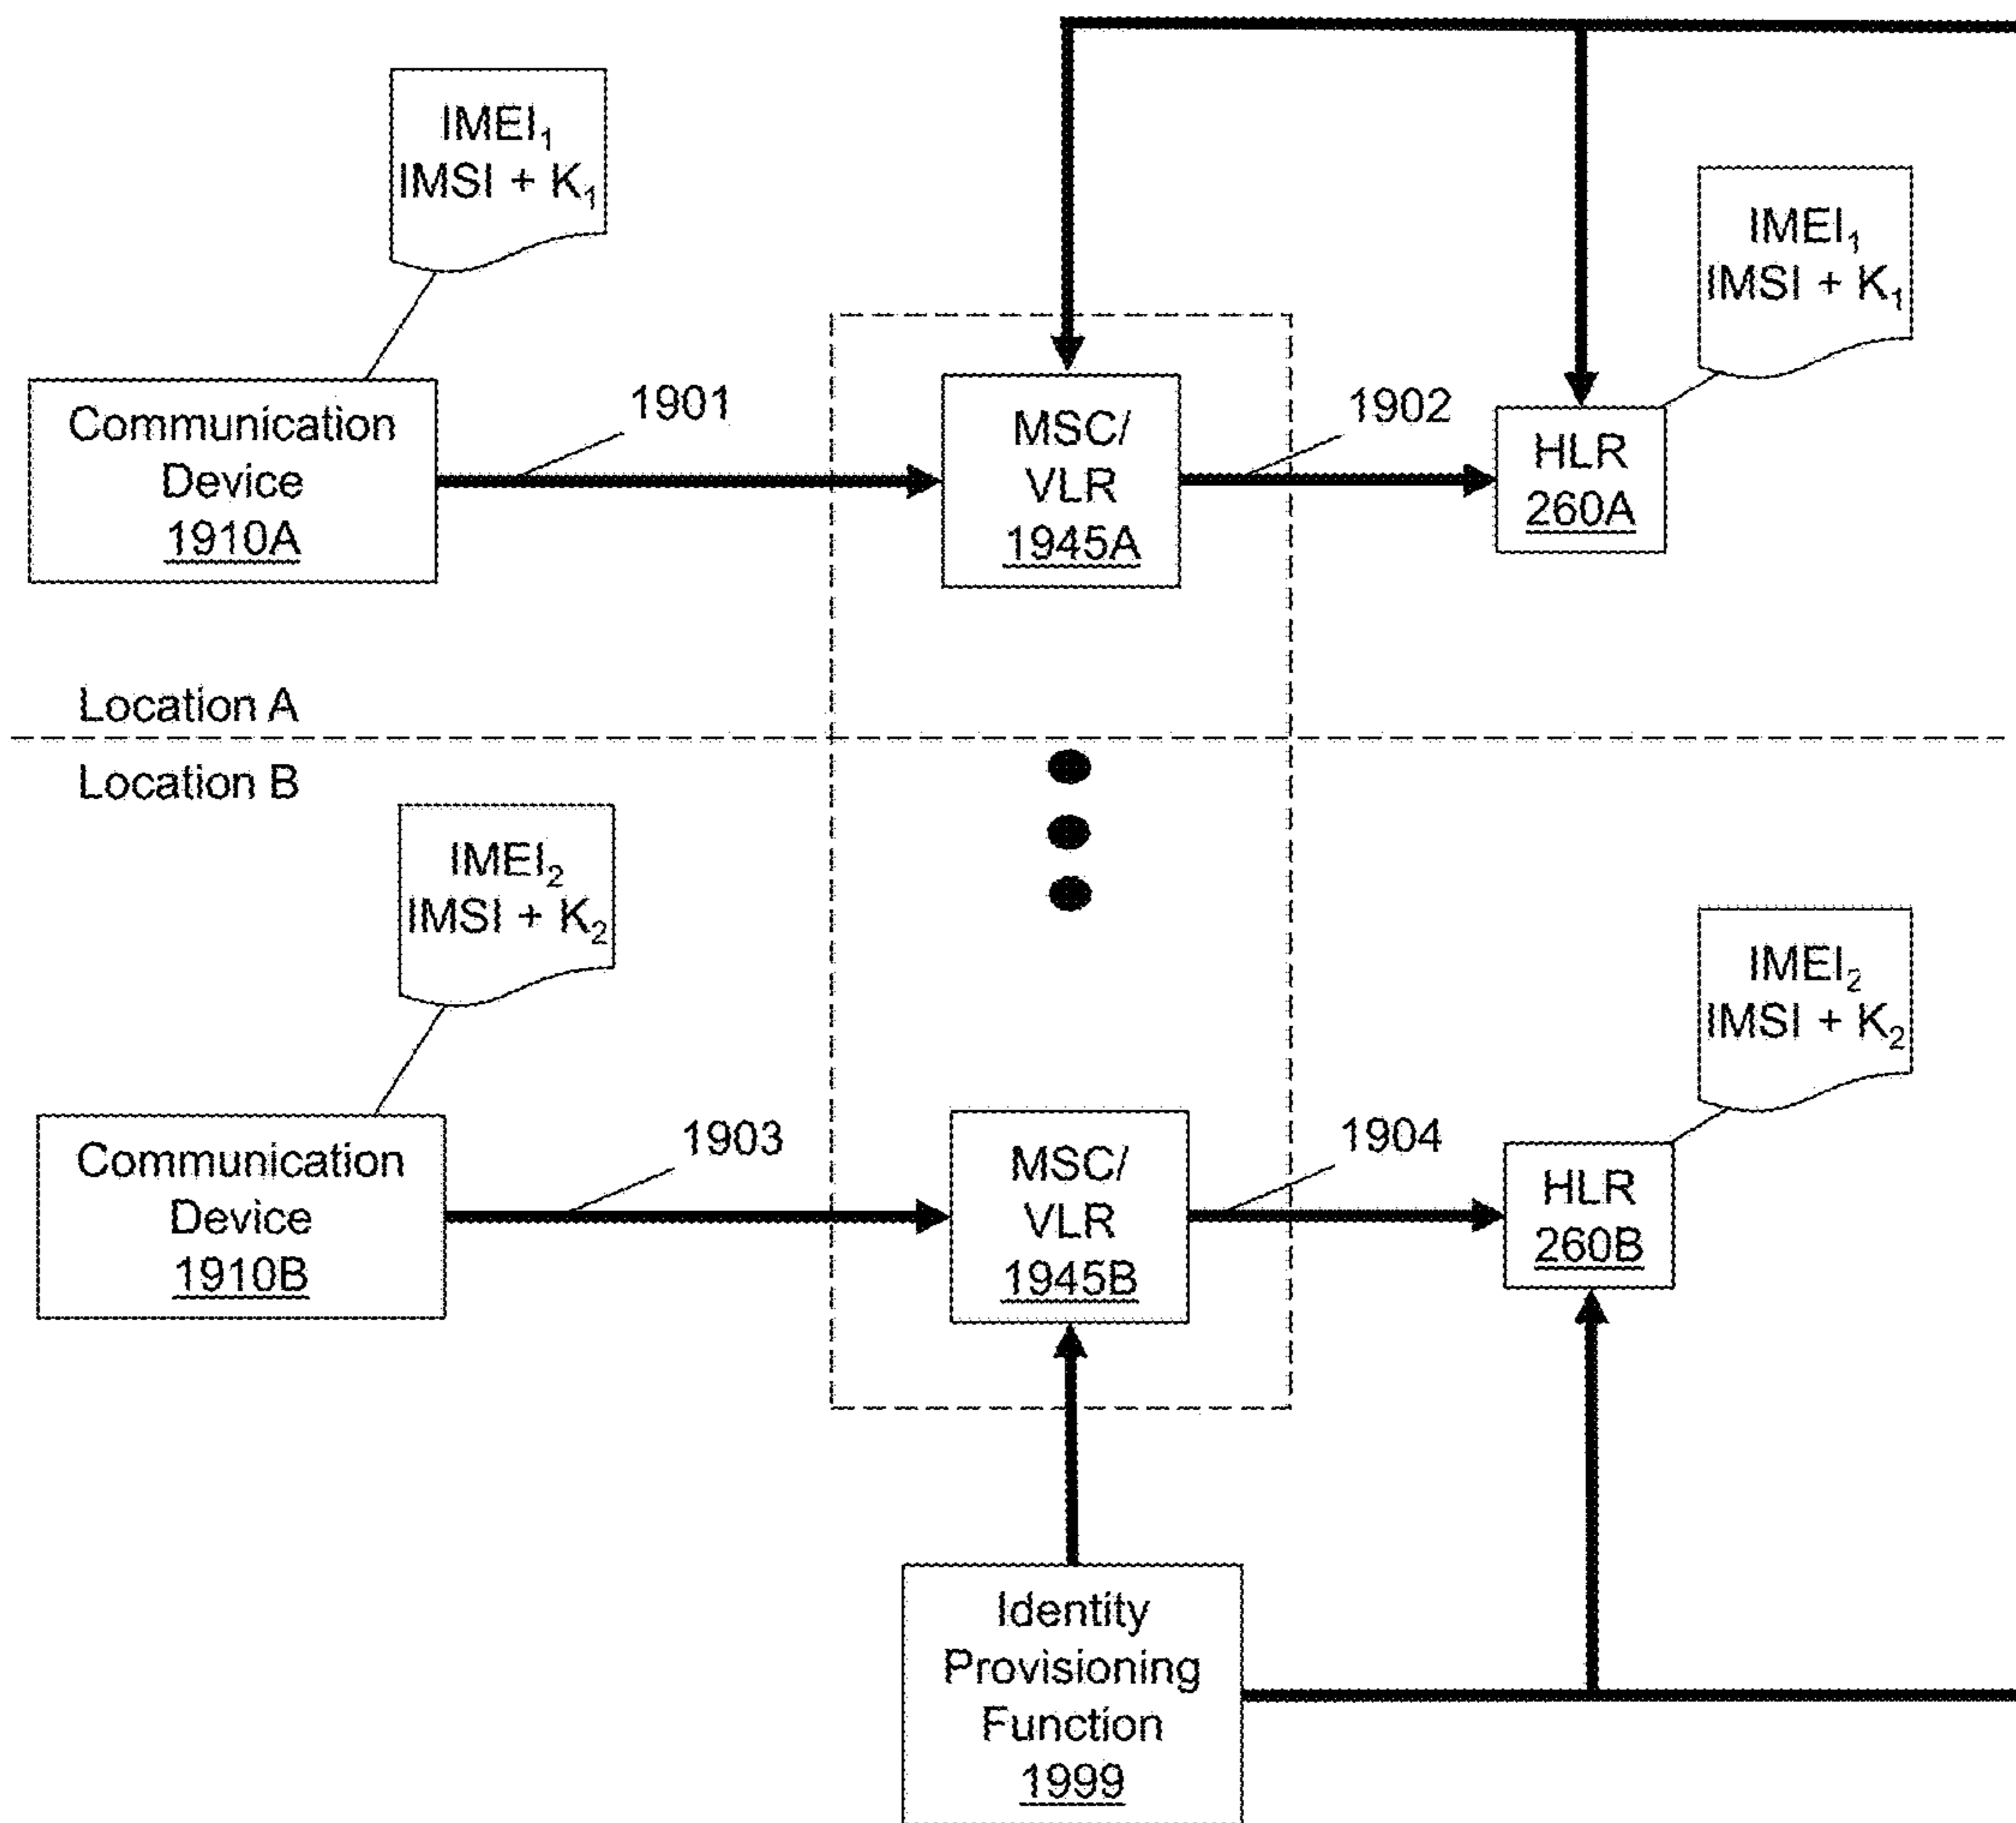 IMEI₁
IMSI + K₁
IMEI₁
IMSI + K₁
Communication
Device
1910A
1901
MSC/
VLR
1945A
1902
HLR
260A
Location A
Location B
IMEI₂
IMSI + K₂
IMEI₂
IMSI + K₂
Communication
Device
1910B
1903
MSC/
VLR
1945B
1904
HLR
260B
Identity
Provisioning
Function
1999